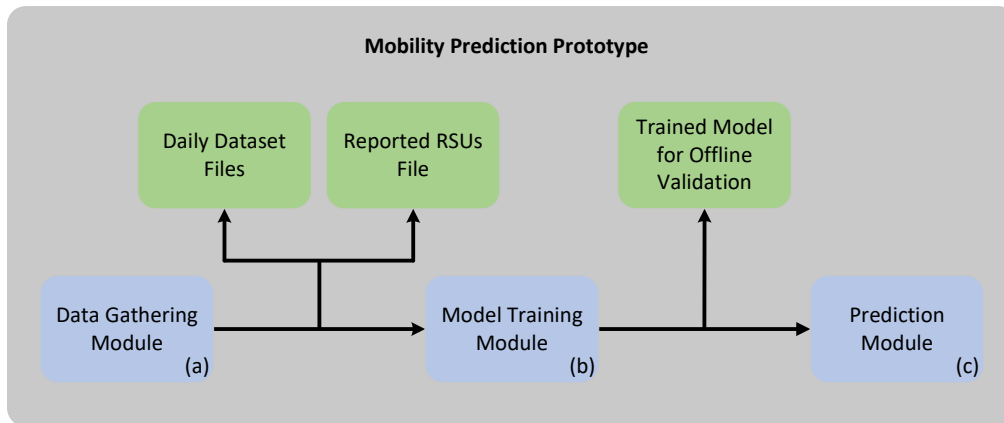 Mobility Prediction Prototype
Daily Dataset
Files
Reported RSUs
File
Trained Model
for Offline
Validation
Data Gathering
Module
(a)
Model Training
Module
(b)
Prediction
Module
(c)